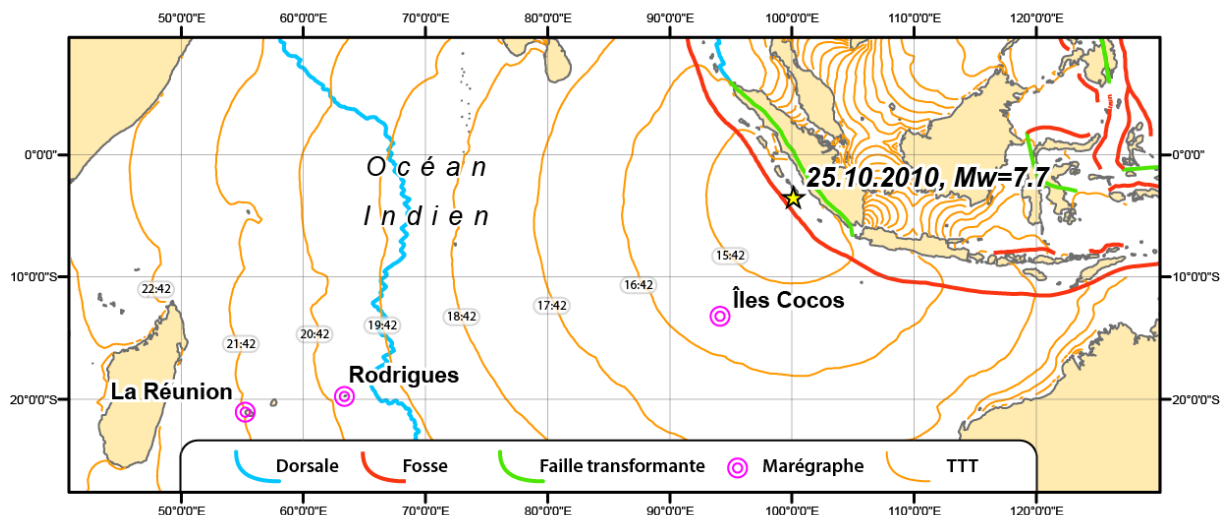 50°0'0"E 60°0'0"E 70°0'0"E 80°0'0"E 90°0'0"E 100°0'0"E 110°0'0"E 120°0'0"E
0°0'0" 0°0'0"
Océan
25.10.2010, Mw=7.7
Indien
15:42
10°0'0"S 10°0'0"S
22:42
16:42
Îles Cocos
17:42
18:42
19:42
20:42
21:42
Rodrigues
La Réunion
20°0'0"S 20°0'0"S
Dorsale Fosse Faille transformante Marégraphe TTT
50°0'0"E 60°0'0"E 70°0'0"E 80°0'0"E 90°0'0"E 100°0'0"E 110°0'0"E 120°0'0"E